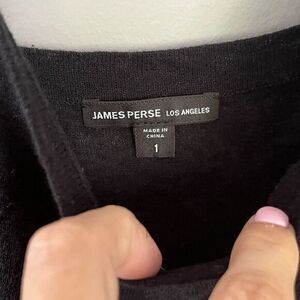 JAMES PERSE LOS ANGELES
MADE IN
CHINA
1